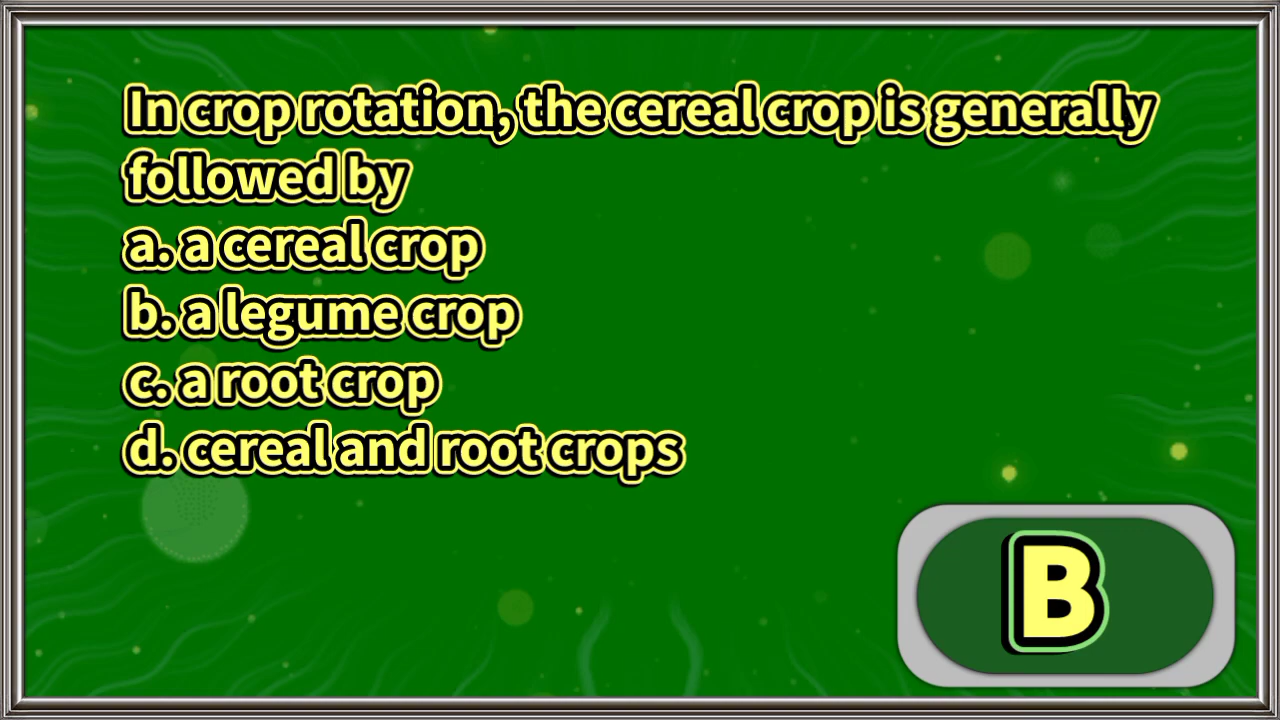 In crop rotation, the cereal crop is generally
followed by
a. a cereal crop
b. a legume crop
c. a root crop
d. cereal and root crops
B